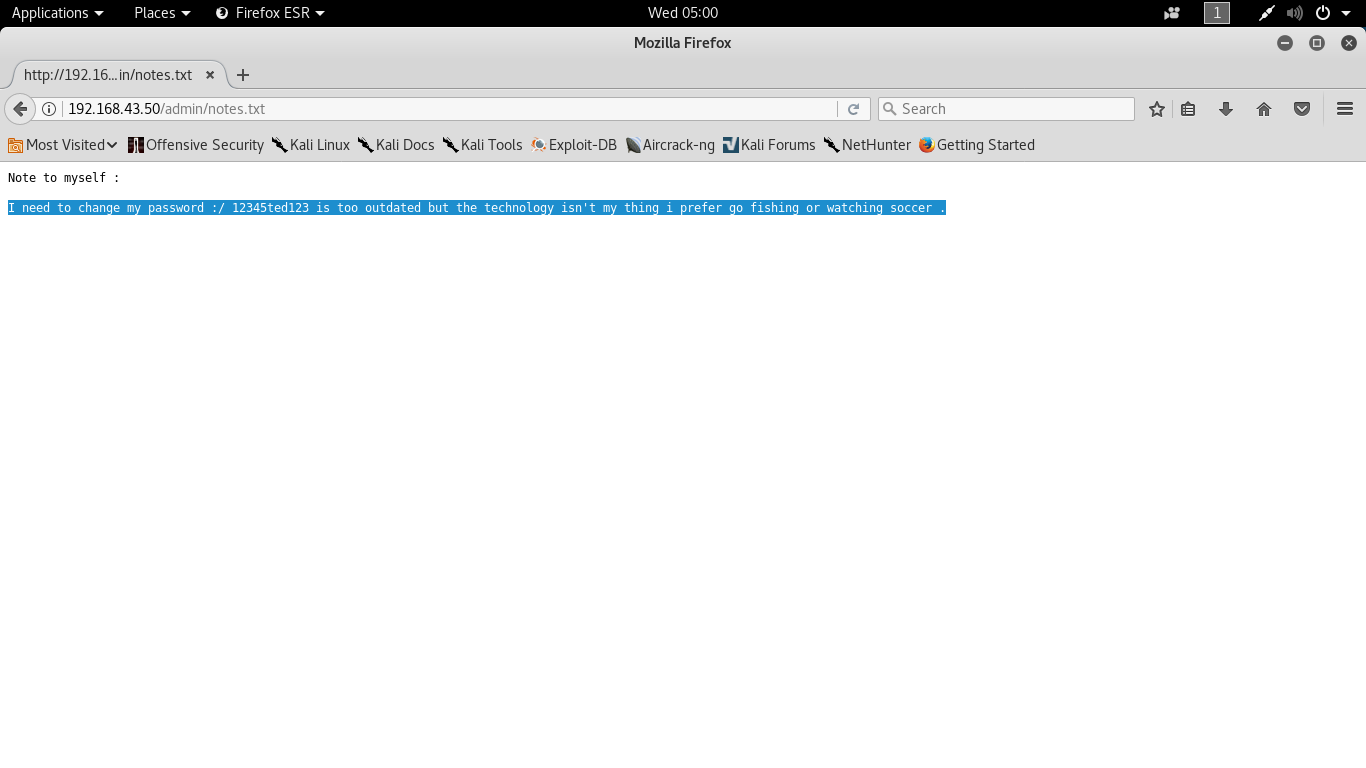 Applications Places Firefox ESR Wed 05:00 1
Mozilla Firefox
http://192.16...in/notes.txt
192.168.43.50/admin/notes.txt Search
Most Visited Offensive Security Kali Linux Kali Docs Kali Tools Exploit-DB Aircrack-ng Kali Forums NetHunter Getting Started
Note to myself :
I need to change my password :/ 12345ted123 is too outdated but the technology isn't my thing i prefer go fishing or watching soccer .